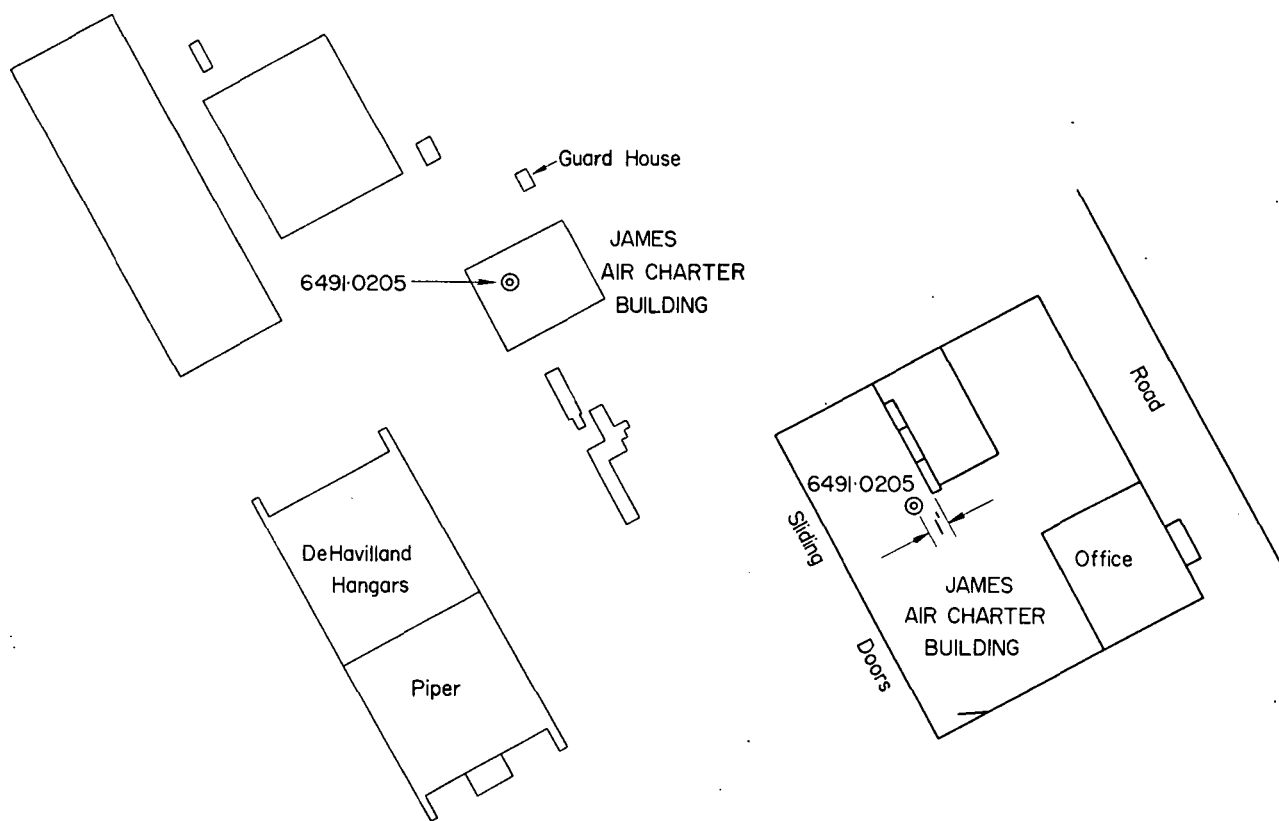 Guard House
JAMES
AIR CHARTER
BUILDING
6491·0205
DeHavilland
Hangars
Piper
Road
6491·0205
Sliding
Doors
Office
JAMES
AIR CHARTER
BUILDING